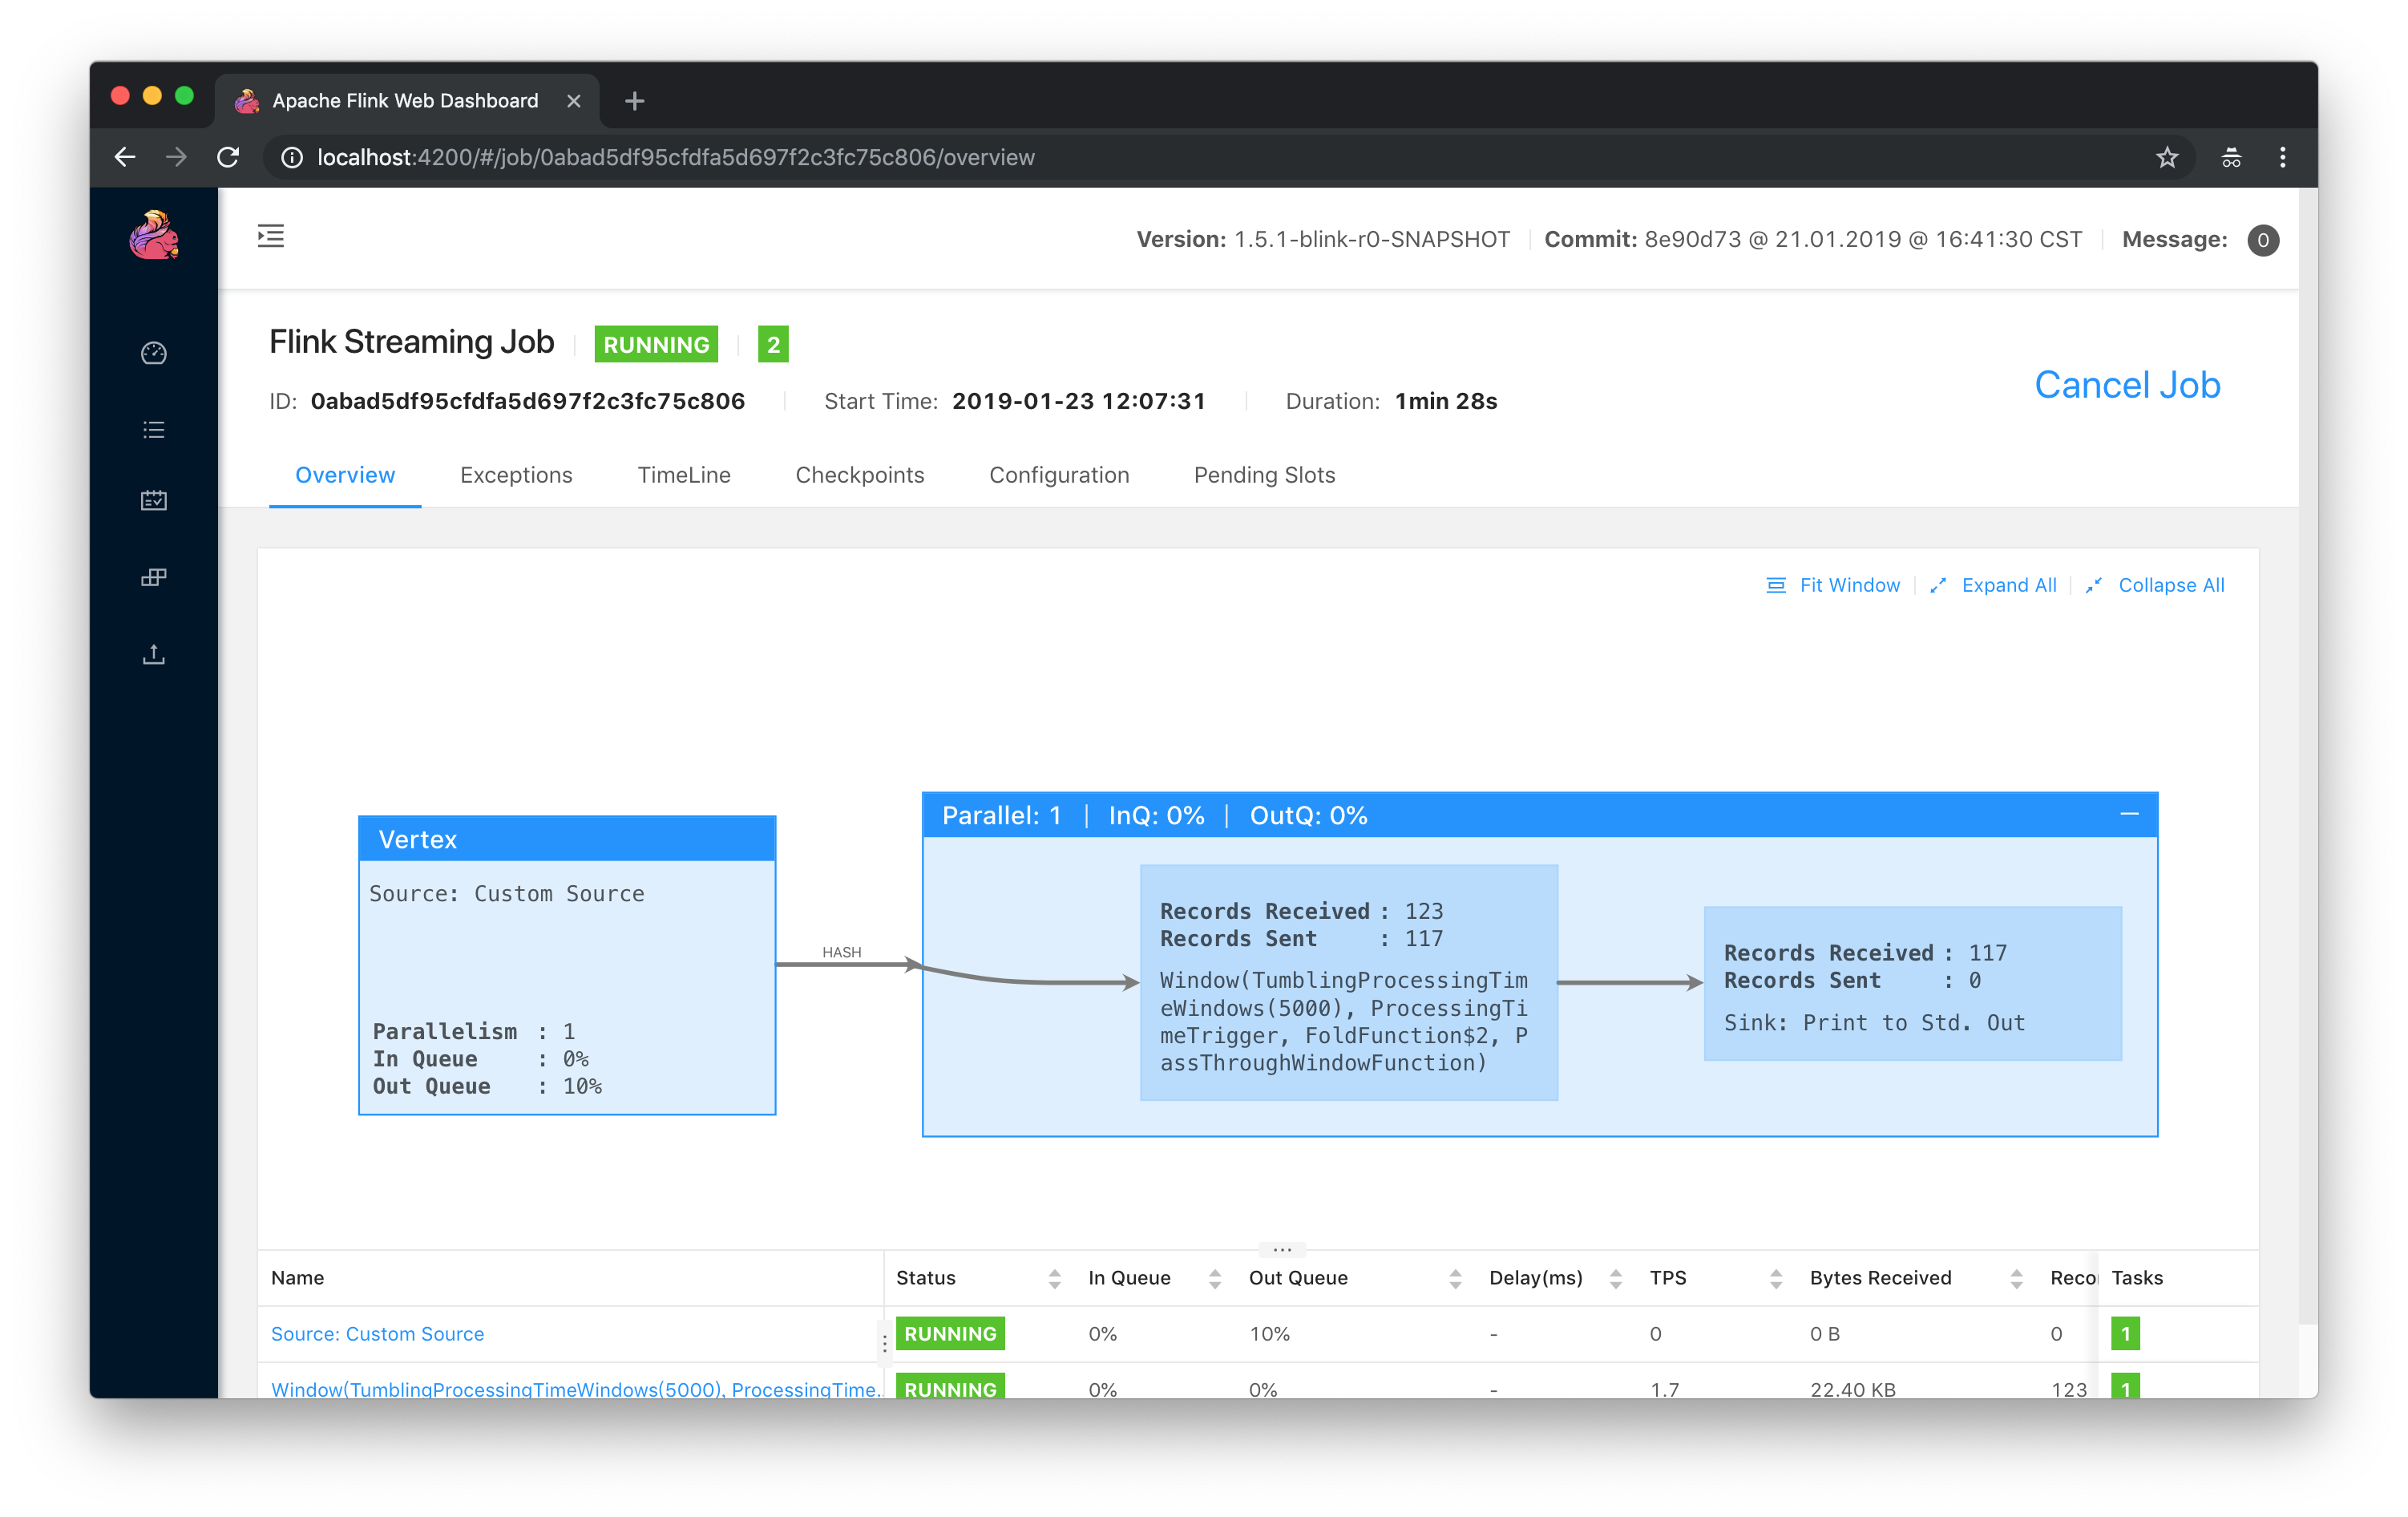 Apache Flink Web Dashboard
localhost:4200/#/job/0abad5df95cfdfa5d697f2c3fc75c806/overview
Version: 1.5.1-blink-r0-SNAPSHOT Commit: 8e90d73 @ 21.01.2019 @ 16:41:30 CST Message: 0
Flink Streaming Job RUNNING 2
ID: 0abad5df95cfdfa5d697f2c3fc75c806 Start Time: 2019-01-23 12:07:31 Duration: 1min 28s
Cancel Job
Overview Exceptions TimeLine Checkpoints Configuration Pending Slots
Fit Window Expand All Collapse All
Vertex
Source: Custom Source
Parallelism : 1
In Queue : 0%
Out Queue : 10%
HASH
Parallel: 1 | InQ: 0% | OutQ: 0%
Records Received : 123
Records Sent : 117
Window(TumblingProcessingTim
eWindows(5000), ProcessingTi
meTrigger, FoldFunction$2, P
assThroughWindowFunction)
Records Received : 117
Records Sent : 0
Sink: Print to Std. Out
Name Status In Queue Out Queue Delay(ms) TPS Bytes Received Recor Tasks
Source: Custom Source RUNNING 0% 10% - 0 0 B 0 1
Window(TumblingProcessingTimeWindows(5000), ProcessingTime... RUNNING 0% 0% - 1.7 22.40 KB 123 1